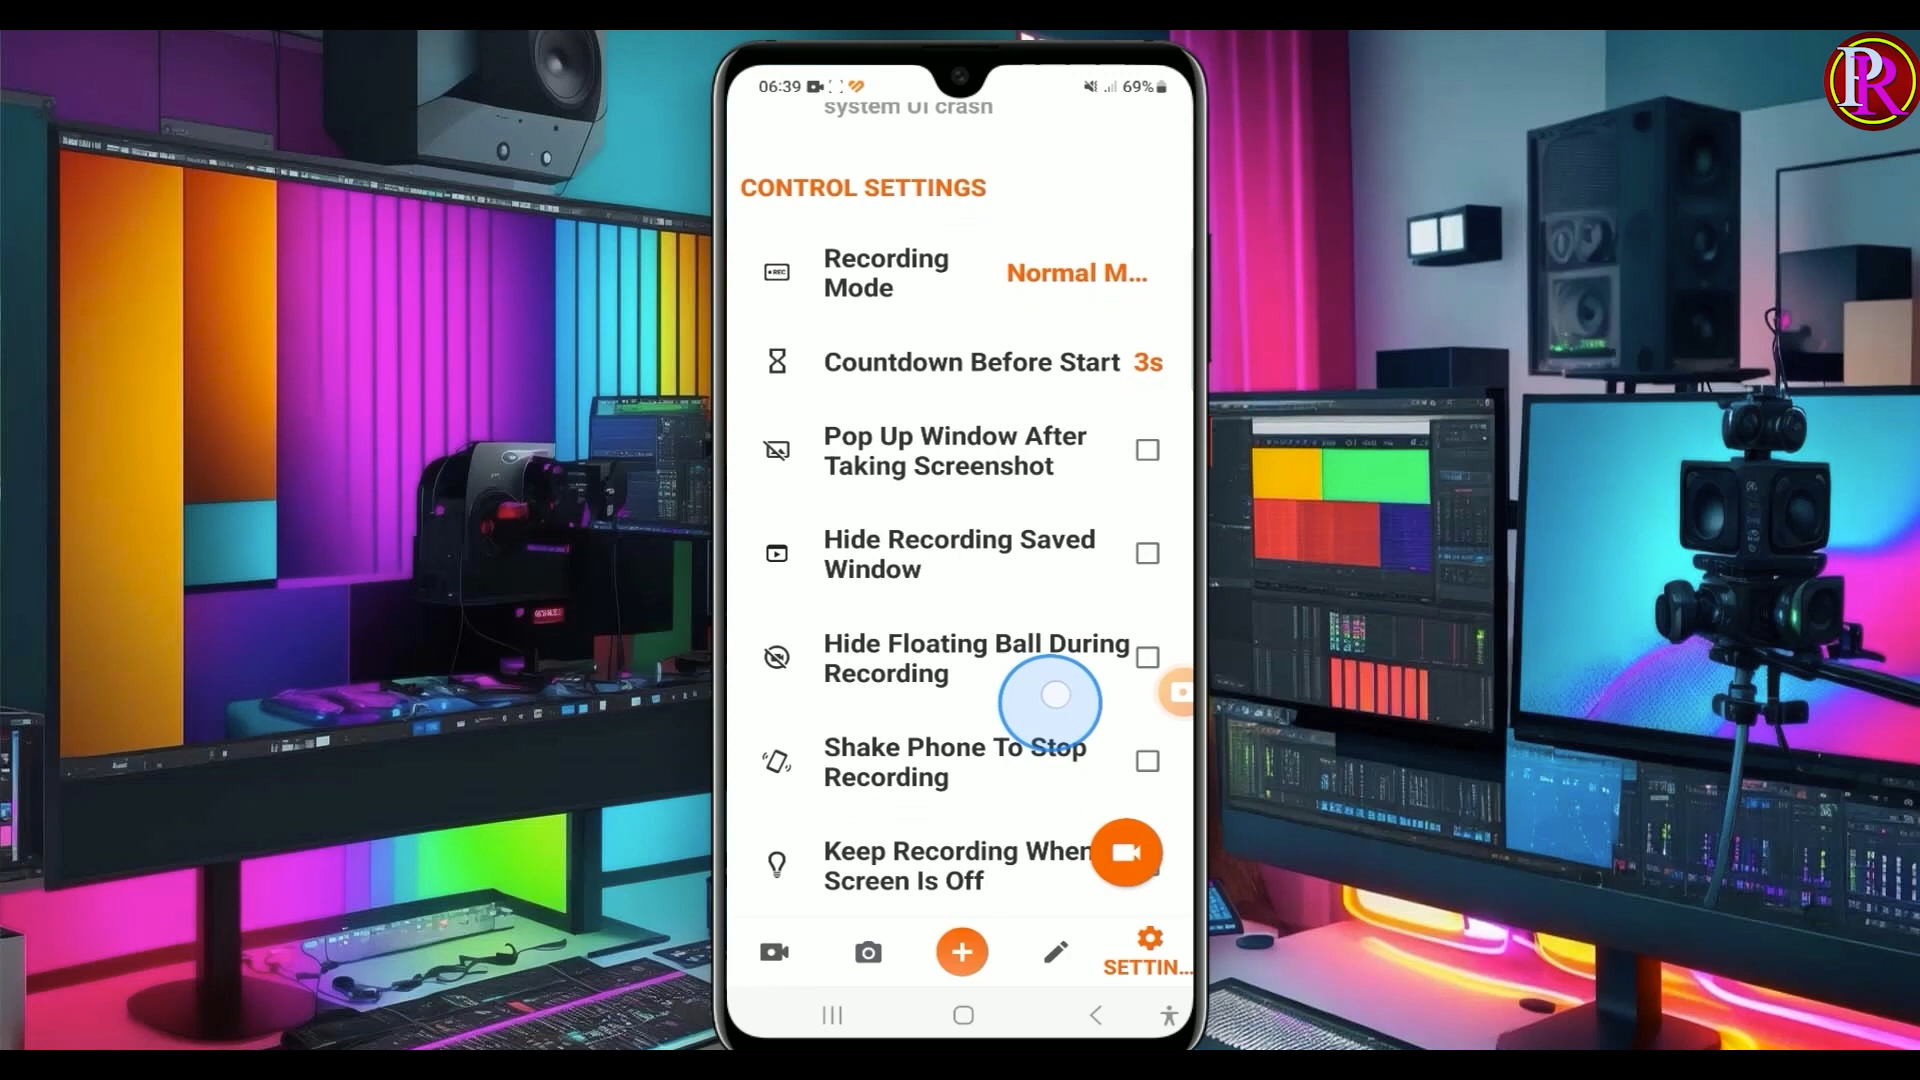 PR
06:39
69%
system UI crash
CONTROL SETTINGS
Recording
Mode
Normal M...
Countdown Before Start 3s
Pop Up Window After
Taking Screenshot
Hide Recording Saved
Window
Hide Floating Ball During
Recording
Shake Phone To Stop
Recording
Keep Recording When
Screen Is Off
SETTIN...